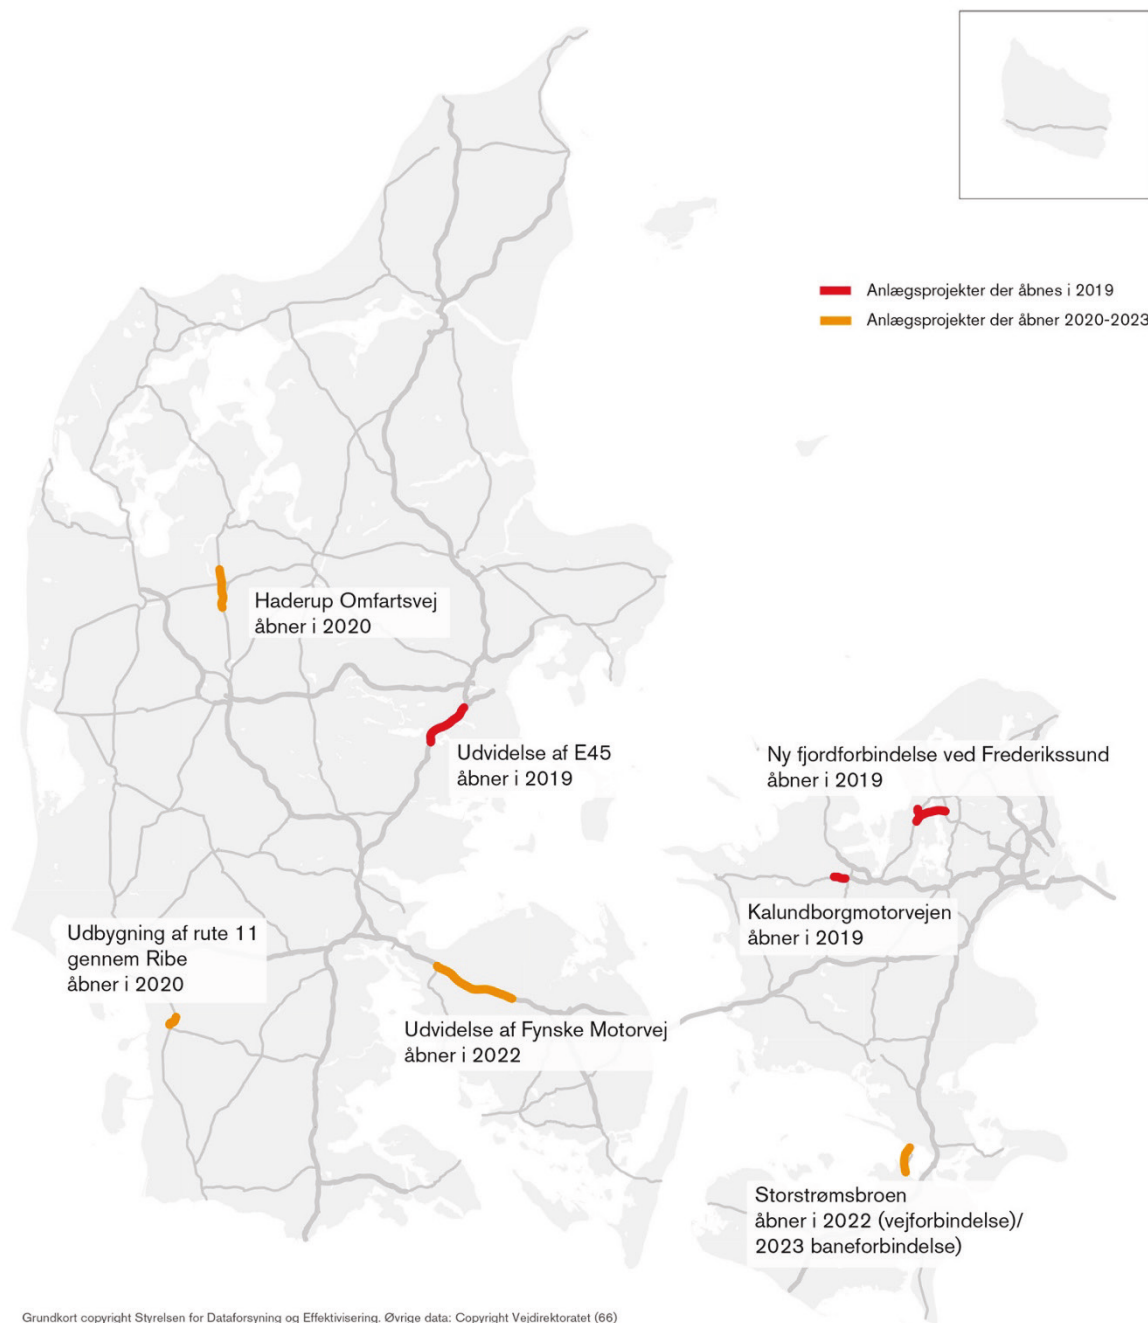 Anlægsprojekter der åbnes i 2019
Anlægsprojekter der åbner 2020-2023
Haderup Omfartsvej
åbner i 2020
Udvidelse af E45
åbner i 2019
Ny fjordforbindelse ved Frederikssund
åbner i 2019
Kalundborgmotorvejen
åbner i 2019
Udbygning af rute 11
gennem Ribe
åbner i 2020
Udvidelse af Fynske Motorvej
åbner i 2022
Storstrømsbroen
åbner i 2022 (vejforbindelse)/
2023 baneforbindelse)
Grundkort copyright Styrelsen for Dataforsyning og Effektivisering. Øvrige data: Copyright Vejdirektoratet (66)